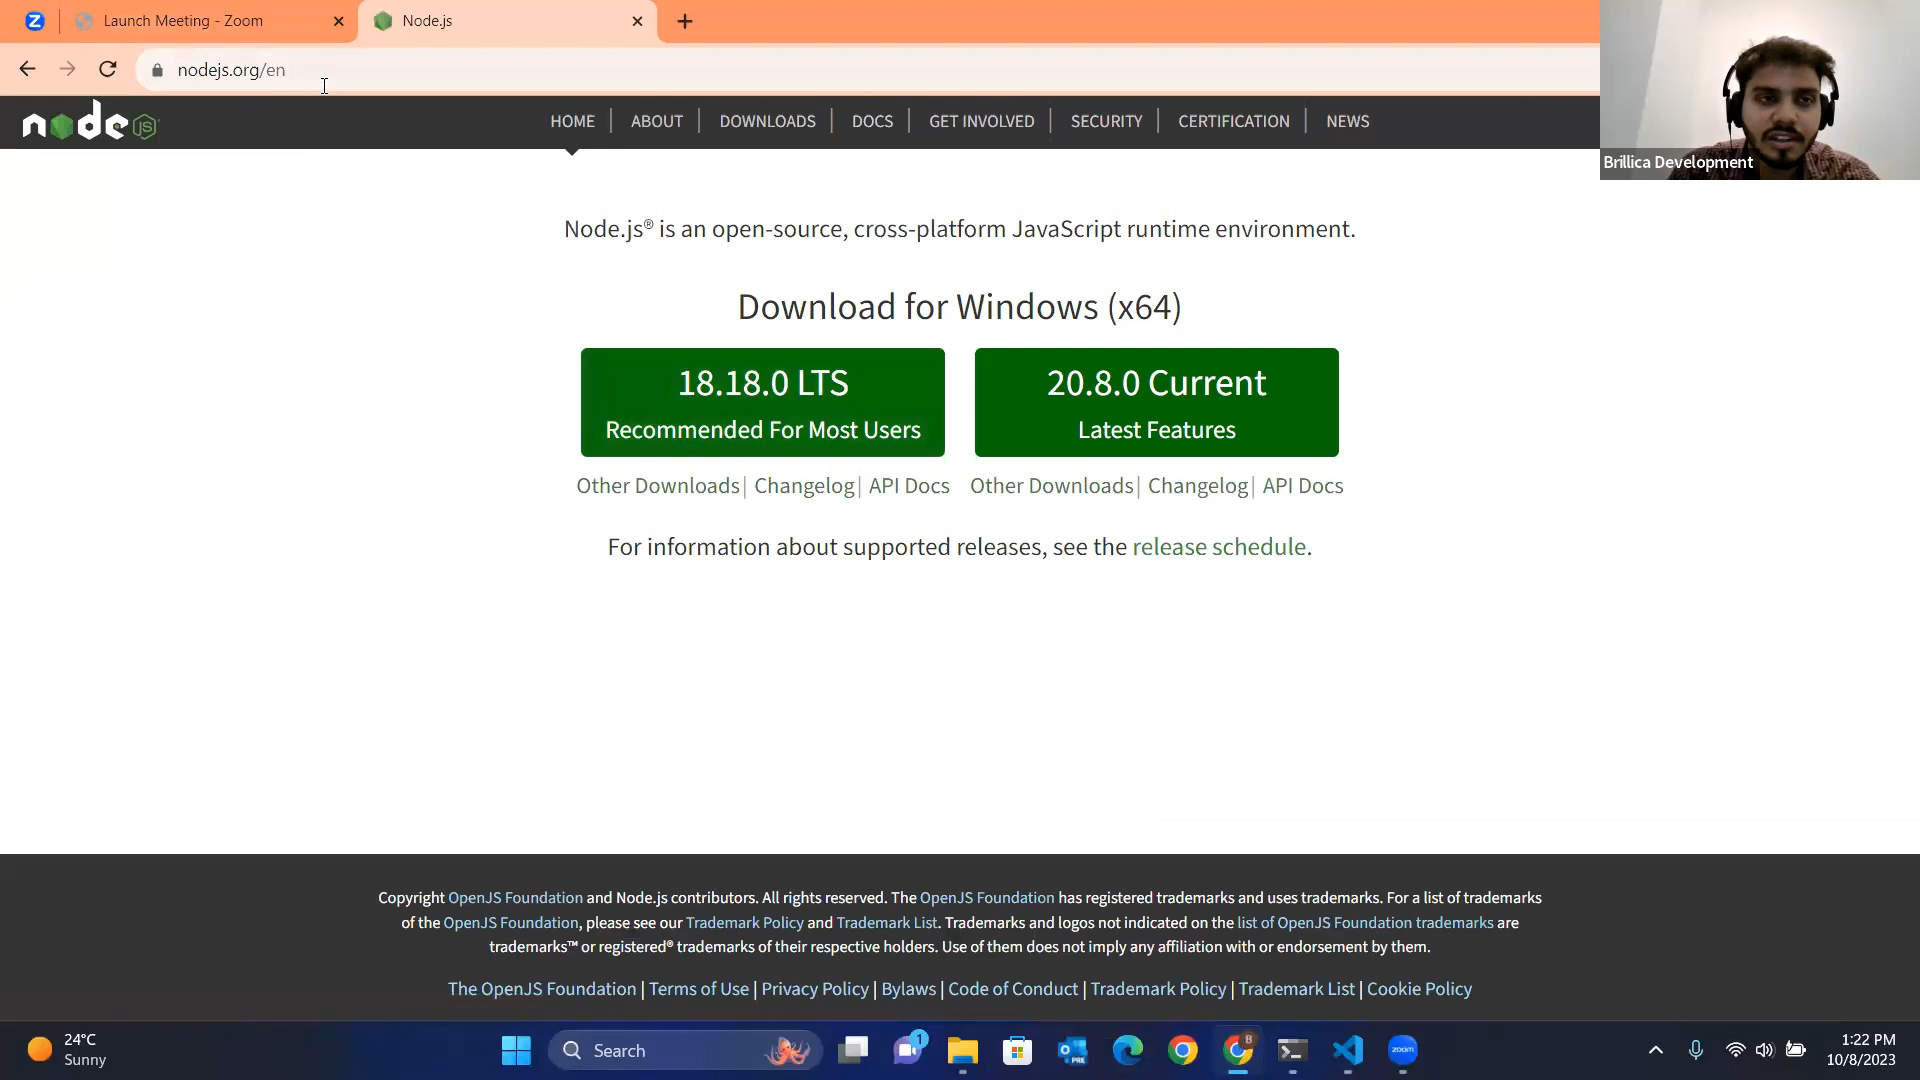 Launch Meeting - Zoom
Node.js
nodejs.org/en
Brillica Development
node JS
HOME | ABOUT | DOWNLOADS | DOCS | GET INVOLVED | SECURITY | CERTIFICATION | NEWS
Node.js® is an open-source, cross-platform JavaScript runtime environment.
Download for Windows (x64)
18.18.0 LTS
Recommended For Most Users
20.8.0 Current
Latest Features
Other Downloads | Changelog | API Docs
Other Downloads | Changelog | API Docs
For information about supported releases, see the release schedule.
Copyright OpenJS Foundation and Node.js contributors. All rights reserved. The OpenJS Foundation has registered trademarks and uses trademarks. For a list of trademarks
of the OpenJS Foundation, please see our Trademark Policy and Trademark List. Trademarks and logos not indicated on the list of OpenJS Foundation trademarks are
trademarks™ or registered® trademarks of their respective holders. Use of them does not imply any affiliation with or endorsement by them.
The OpenJS Foundation | Terms of Use | Privacy Policy | Bylaws | Code of Conduct | Trademark Policy | Trademark List | Cookie Policy
24°C
Sunny
Search
1
PRE
B
zoom
1:22 PM
10/8/2023